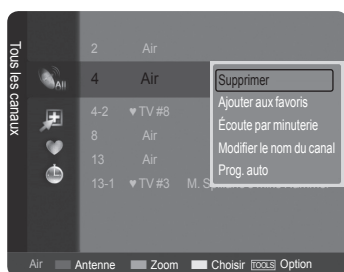 Tous les canaux
All
2 Air
4 Air
4-2 ♥ TV #8
8 Air
13 Air
13-1 ♥ TV #3
Supprimer
Ajouter aux favoris
Écoute par minuterie
Modifier le nom du canal
Prog. auto
Air Antenne Zoom Choisir TOOLS Option